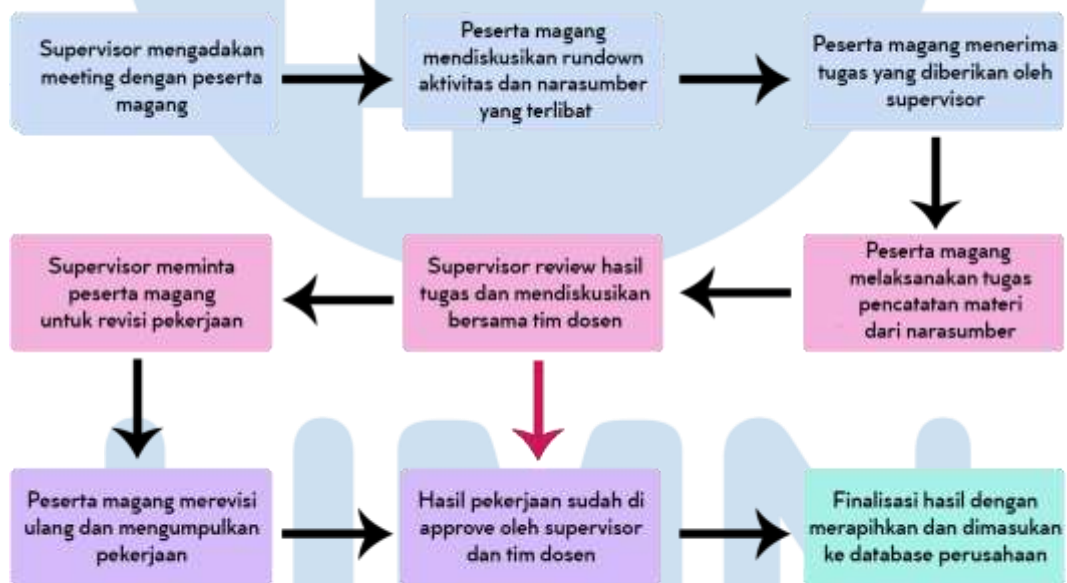 Supervisor mengadakan
meeting dengan peserta
magang
Peserta magang
mendiskusikan rundown
aktivitas dan narasumber
yang terlibat
Peserta magang menerima
tugas yang diberikan oleh
supervisor
Supervisor meminta
peserta magang
untuk revisi pekerjaan
Supervisor review hasil
tugas dan mendiskusikan
bersama tim dosen
Peserta magang
melaksanakan tugas
pencatatan materi
dari narasumber
Peserta magang merevisi
ulang dan mengumpulkan
pekerjaan
Hasil pekerjaan sudah di
approve oleh supervisor
dan tim dosen
Finalisasi hasil dengan
merapihkan dan dimasukan
ke database perusahaan